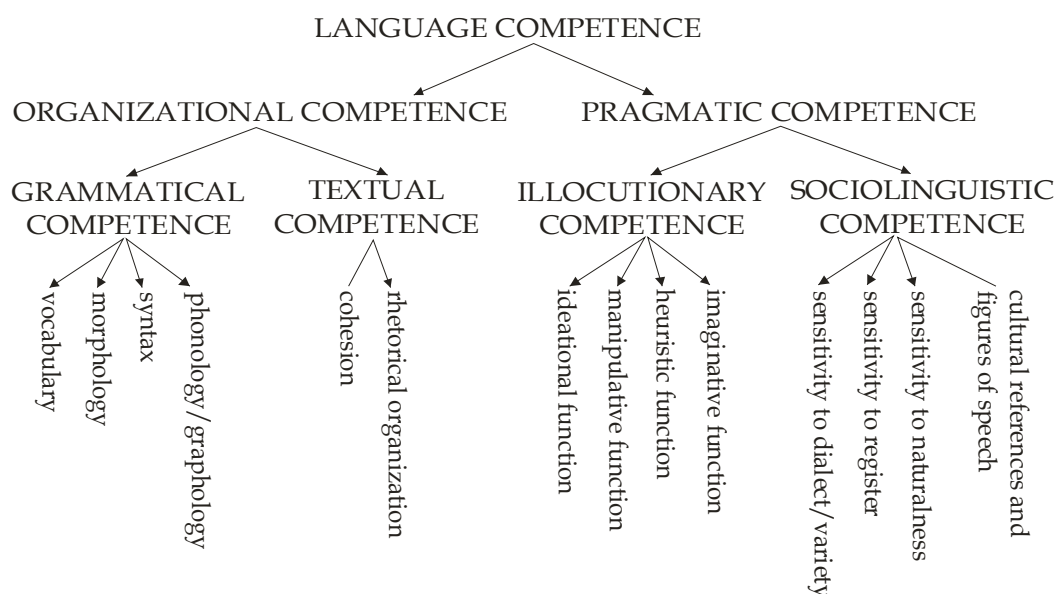 LANGUAGE COMPETENCE
ORGANIZATIONAL COMPETENCE
PRAGMATIC COMPETENCE
GRAMMATICAL
COMPETENCE
TEXTUAL
COMPETENCE
ILLOCUTIONARY
COMPETENCE
SOCIOLINGUISTIC
COMPETENCE
vocabulary
morphology
syntax
phonology/graphology
cohesion
rhetorical organization
ideational function
manipulative function
heuristic function
imaginative function
sensitivity to dialect/variety
sensitivity to register
sensitivity to naturalness
cultural references and
figures of speech